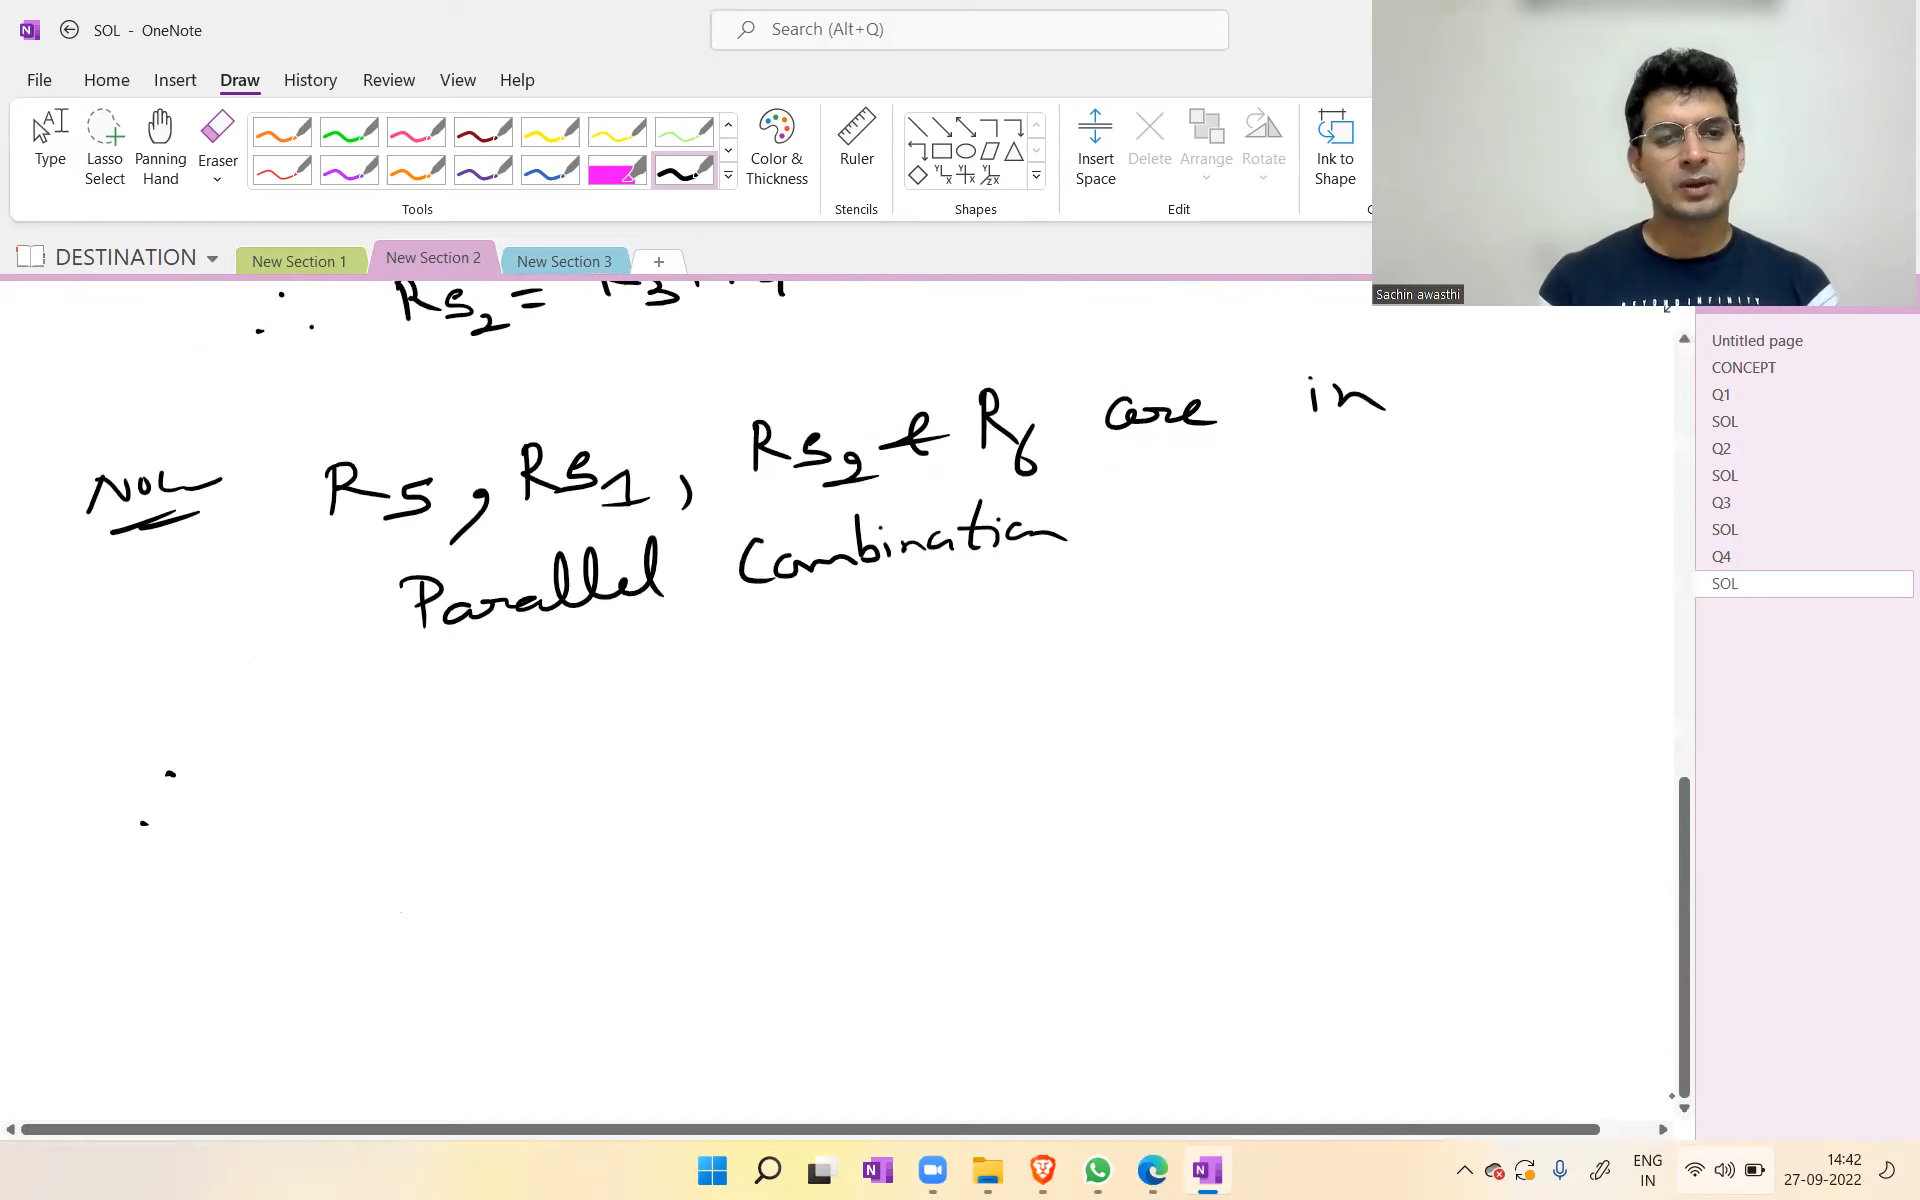 SOL - OneNote
Search (Alt+Q)
File Home Insert Draw History Review View Help
Type Lasso Select Panning Hand Eraser Color & Thickness Ruler Insert Space Delete Arrange Rotate Ink to Shape
Tools Stencils Shapes Edit
DESTINATION New Section 1 New Section 2 New Section 3 +
Sachin awasthi
BEYOND INFINITY
∴ RS2 =
Now R5, RS1, RS2 & R6 are in
Parallel Combination
Untitled page
CONCEPT
Q1
SOL
Q2
SOL
Q3
SOL
Q4
SOL
ENG
IN
14:42
27-09-2022